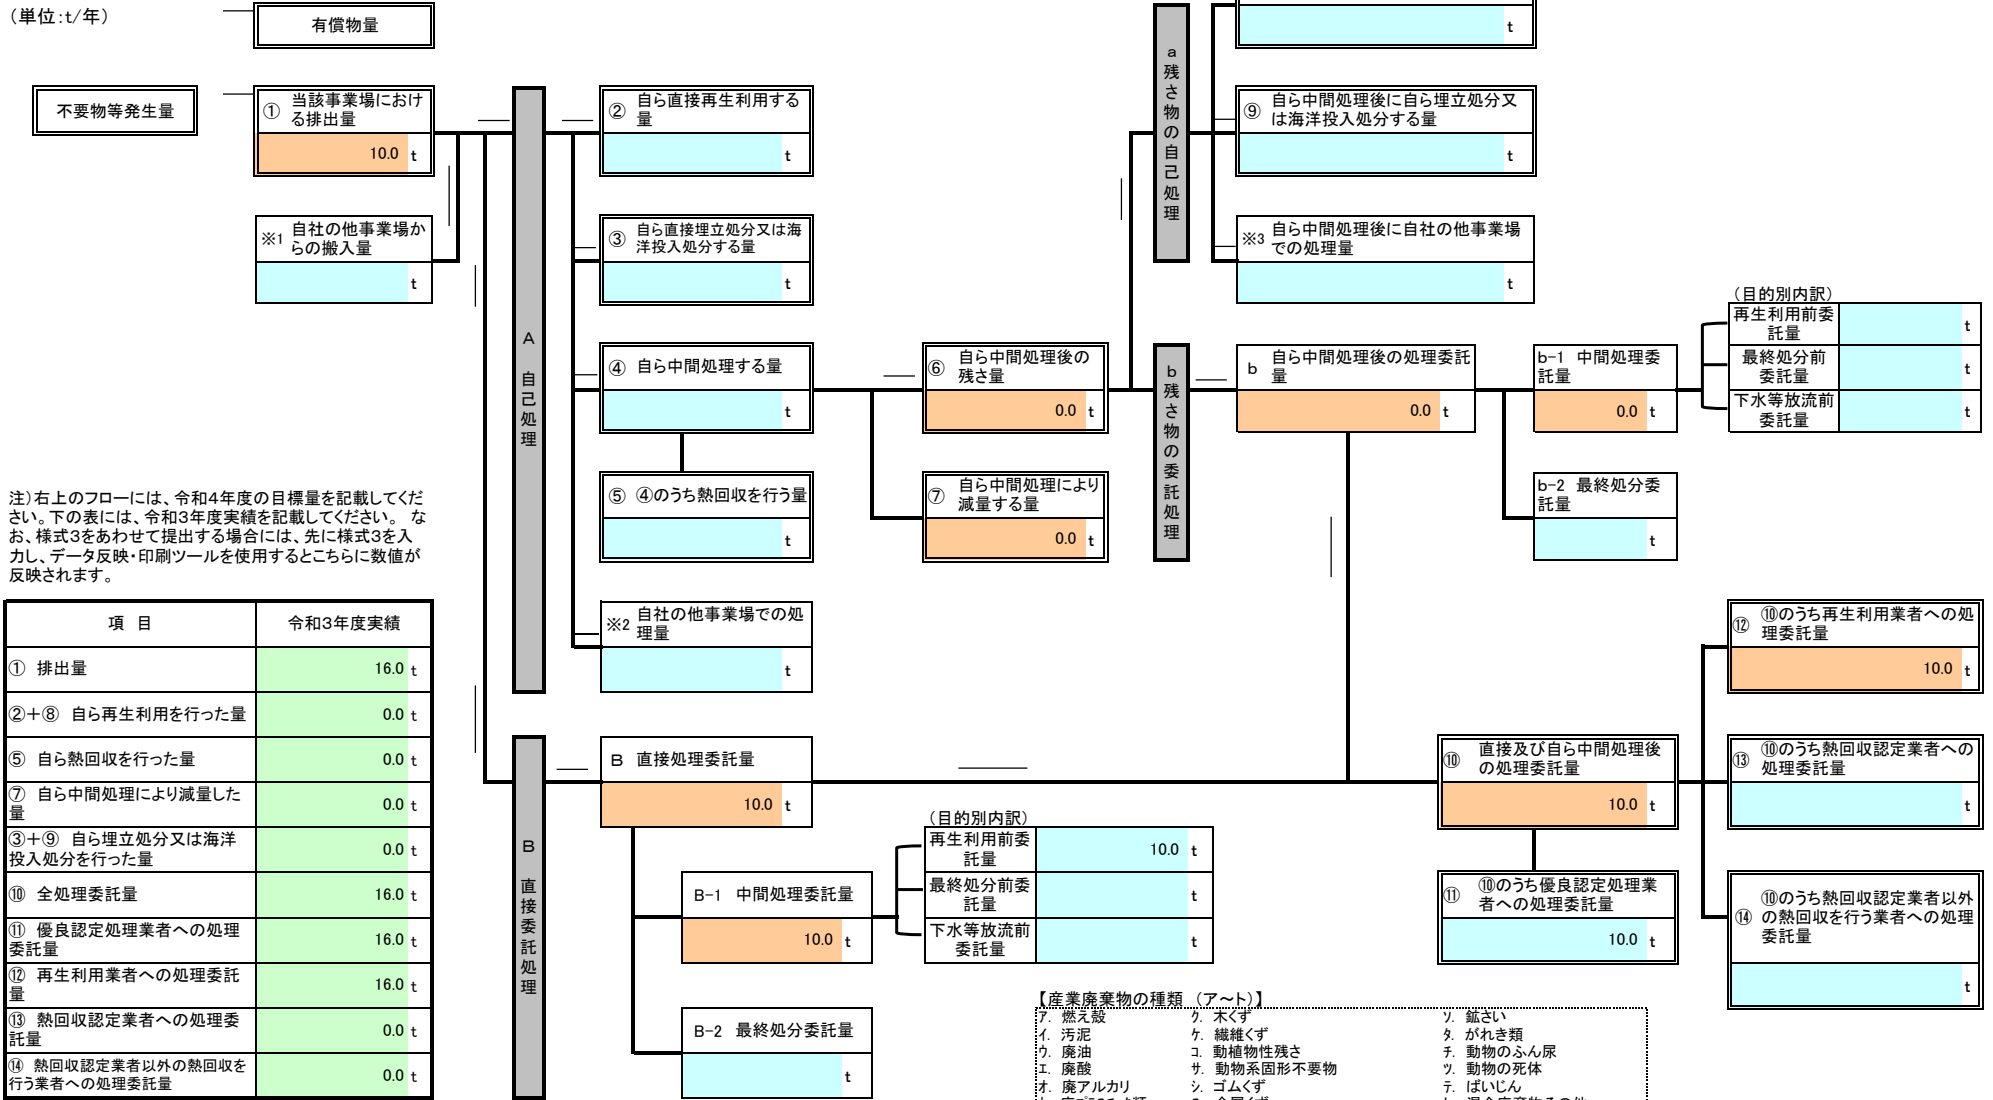 (単位:t/年)
有償物量
t
不要物等発生量
① 当該事業場におけ
る排出量
10.0 t
※1 自社の他事業場か
らの搬入量
t
A 自己処理
② 自ら直接再生利用する
量
t
③ 自ら直接埋立処分又は海
洋投入処分する量
t
④ 自ら中間処理する量
t
⑤ ④のうち熱回収を行う量
t
※2 自社の他事業場での処
理量
t
⑥ 自ら中間処理後の
残さ量
0.0 t
⑦ 自ら中間処理により
減量する量
0.0 t
a 残さ物の自己処理
⑨ 自ら中間処理後に自ら埋立処分又
は海洋投入処分する量
t
※3 自ら中間処理後に自社の他事業場
での処理量
t
b 残さ物の委託処理
b 自ら中間処理後の処理委託
量
0.0 t
b-1 中間処理委
託量
0.0 t
b-2 最終処分委
託量
t
(目的別内訳)
再生利用前委
託量
t
最終処分前
委託量
t
下水等放流前
委託量
t
注)右上のフローには、令和4年度の目標量を記載してくだ
さい。下の表には、令和3年度実績を記載してください。 な
お、様式3をあわせて提出する場合には、先に様式3を入
力し、データ反映・印刷ツールを使用するとこちらに数値が
反映されます。
項 目 令和3年度実績
① 排出量 16.0 t
②+⑧ 自ら再生利用を行った量 0.0 t
⑤ 自ら熱回収を行った量 0.0 t
⑦ 自ら中間処理により減量した
量 0.0 t
③+⑨ 自ら埋立処分又は海洋
投入処分を行った量 0.0 t
⑩ 全処理委託量 16.0 t
⑪ 優良認定処理業者への処理
委託量 16.0 t
⑫ 再生利用業者への処理委託
量 16.0 t
⑬ 熱回収認定業者への処理委
託量 0.0 t
⑭ 熱回収認定業者以外の熱回収を
行う業者への処理委託量 0.0 t
B 直接委託処理
B 直接処理委託量
10.0 t
B-1 中間処理委託量
10.0 t
B-2 最終処分委託量
t
(目的別内訳)
再生利用前委
託量
10.0 t
最終処分前委
託量
t
下水等放流前
委託量
t
⑩ 直接及び自ら中間処理後
の処理委託量
10.0 t
⑪ ⑩のうち優良認定処理業
者への処理委託量
10.0 t
⑫ ⑩のうち再生利用業者への処
理委託量
10.0 t
⑬ ⑩のうち熱回収認定業者への
処理委託量
t
⑭ ⑩のうち熱回収認定業者以外
の熱回収を行う業者への処理
委託量
t
【産業廃棄物の種類 (ア~ト)】
ア. 燃え殻 ク. 木くず ソ. 鉱さい
イ. 汚泥 ケ. 繊維くず タ. がれき類
ウ. 廃油 コ. 動植物性残さ チ. 動物のふん尿
エ. 廃酸 サ. 動物系固形不要物 ツ. 動物の死体
オ. 廃アルカリ シ. ゴムくず テ. ばいじん